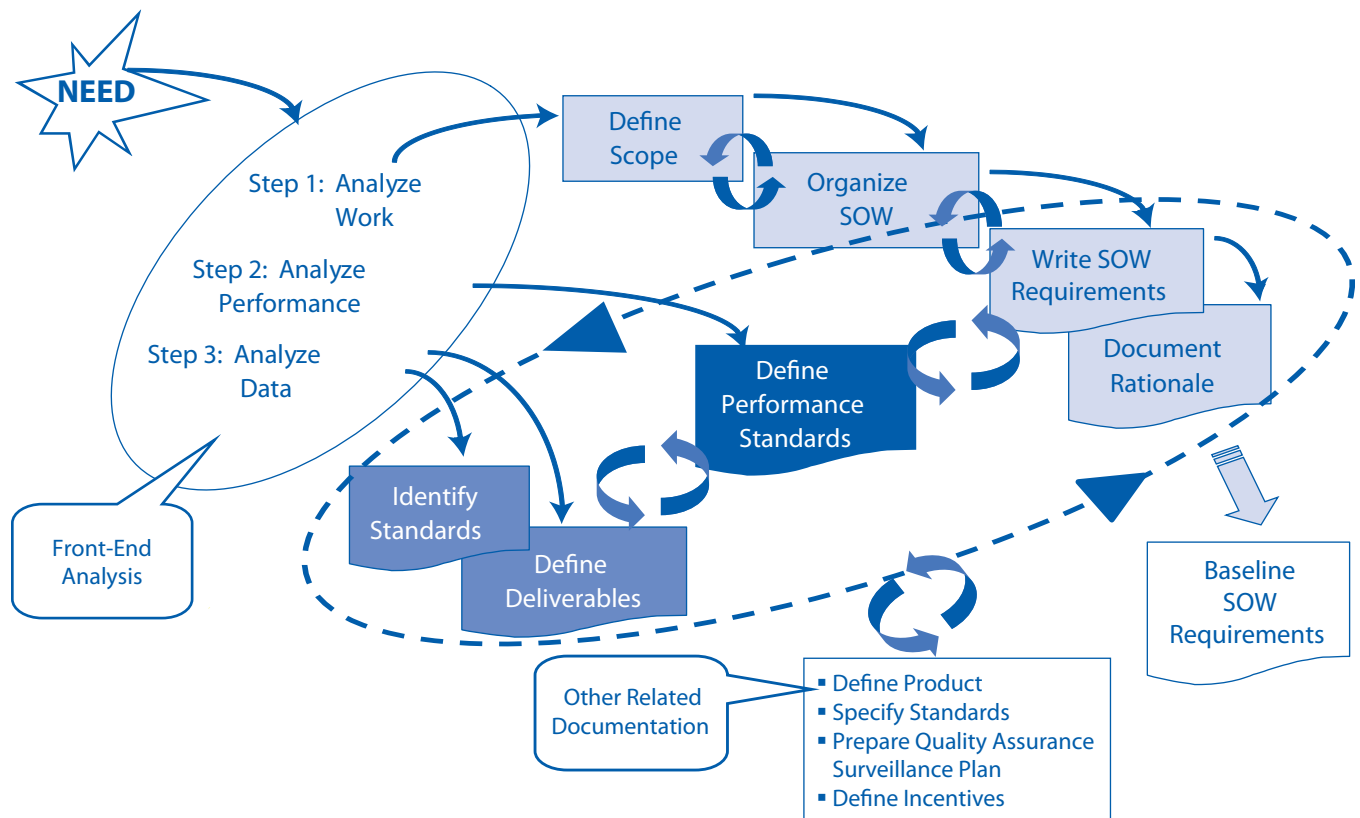 NEED
Step 1: Analyze
Work
Step 2: Analyze
Performance
Step 3: Analyze
Data
Front-End
Analysis
Define
Scope
Organize
SOW
Write SOW
Requirements
Document
Rationale
Define
Performance
Standards
Identify
Standards
Define
Deliverables
Baseline
SOW
Requirements
Other Related
Documentation
▪ Define Product
▪ Specify Standards
▪ Prepare Quality Assurance
Surveillance Plan
▪ Define Incentives